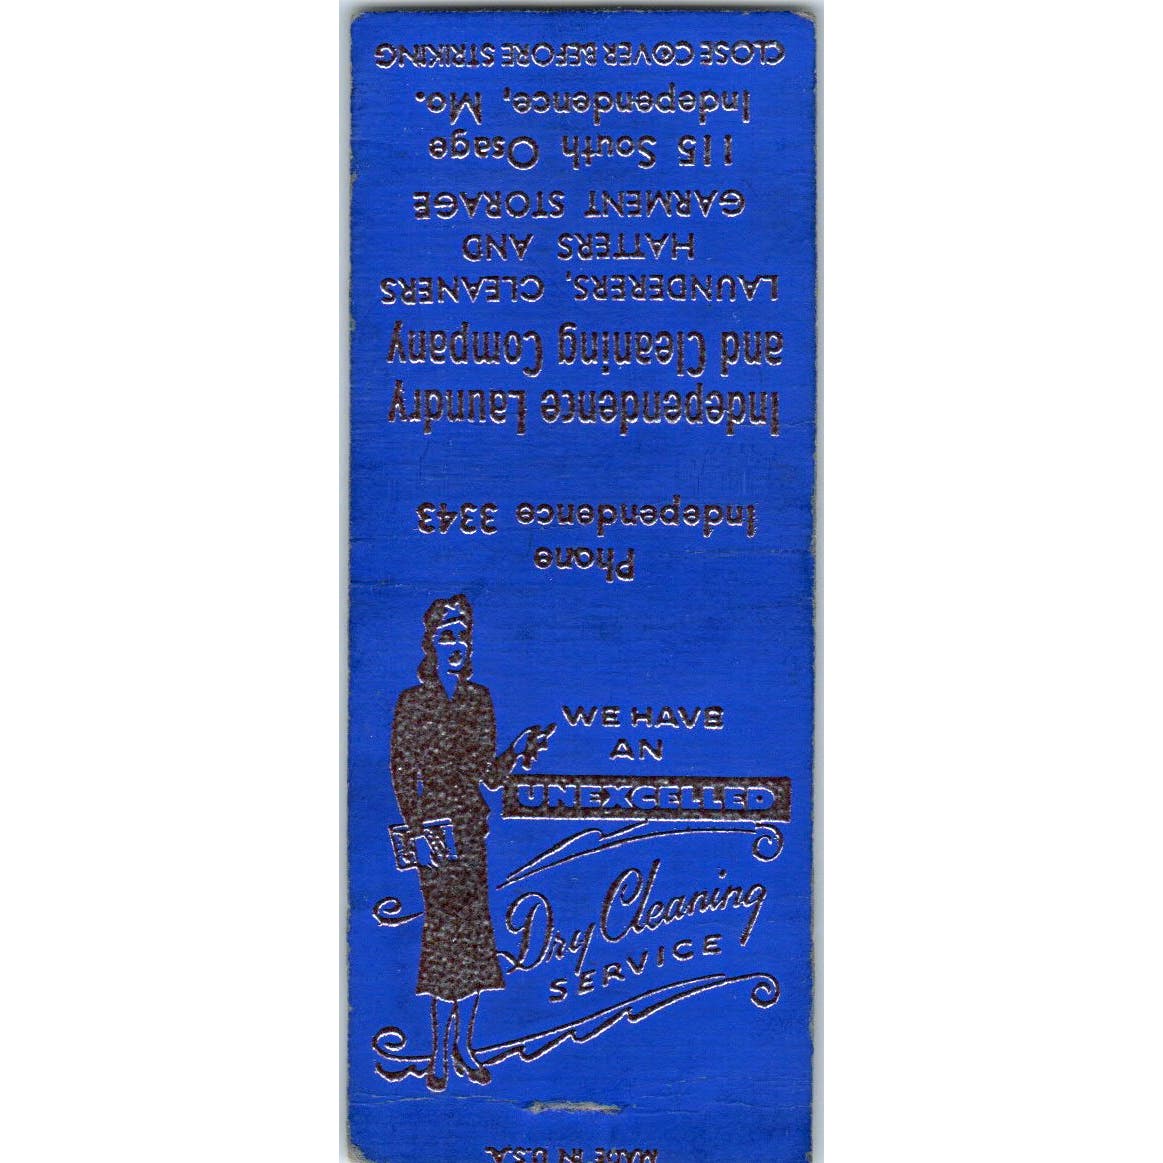 CLOSE COVER BEFORE STRIKING
Independence Laundry
and Cleaning Company
LAUNDERERS, CLEANERS
HATTERS AND
GARMENT STORAGE
115 South Osage
Independence, Mo.
Phone
Independence 3343
WE HAVE
AN
UNEXCELLED
Dry Cleaning
SERVICE
MADE IN U.S.A.